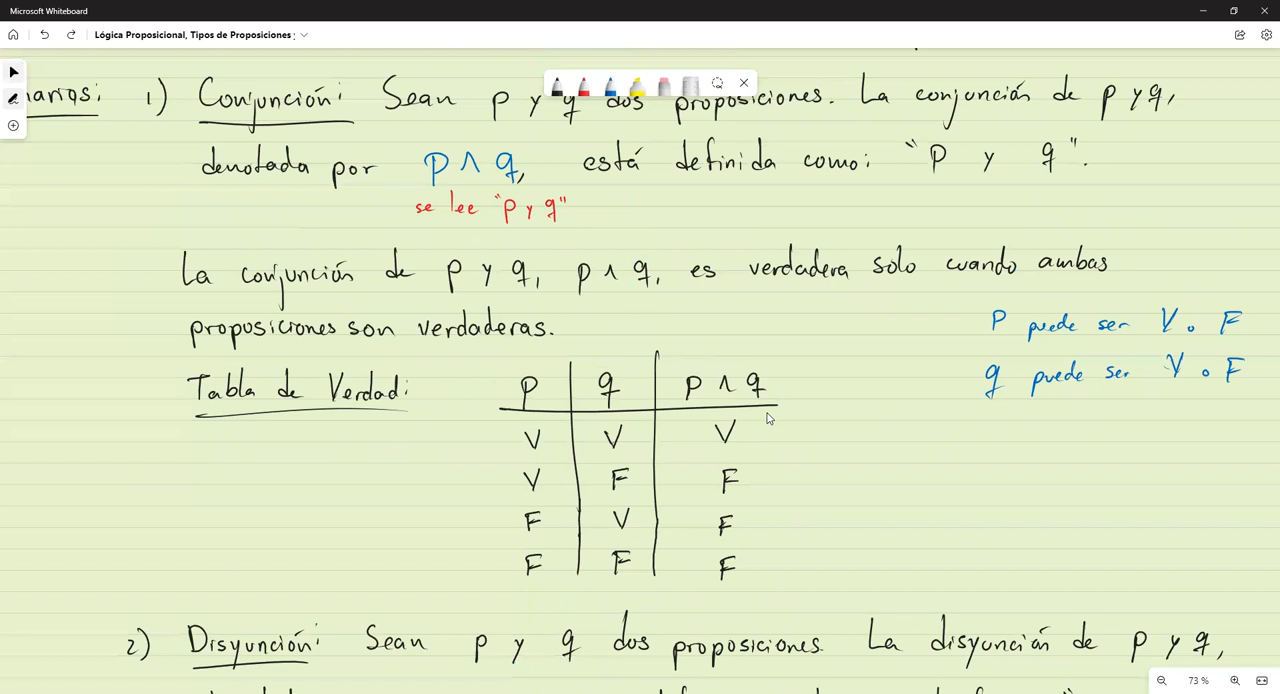 Microsoft Whiteboard
Lógica Proposicional, Tipos de Proposiciones
1) Conjunción: Sean p y q dos proposiciones. La conjunción de p y q,
denotada por p ∧ q, está definida como: "p y q".
se lee "p y q"
La conjunción de p y q, p ∧ q, es verdadera solo cuando ambas
proposiciones son verdaderas.
P puede ser V o F
q puede ser V o F
Tabla de Verdad:
p q p ∧ q
V V V
V F F
F V F
F F F
2) Disyunción: Sean p y q dos proposiciones. La disyunción de p y q,
73 %